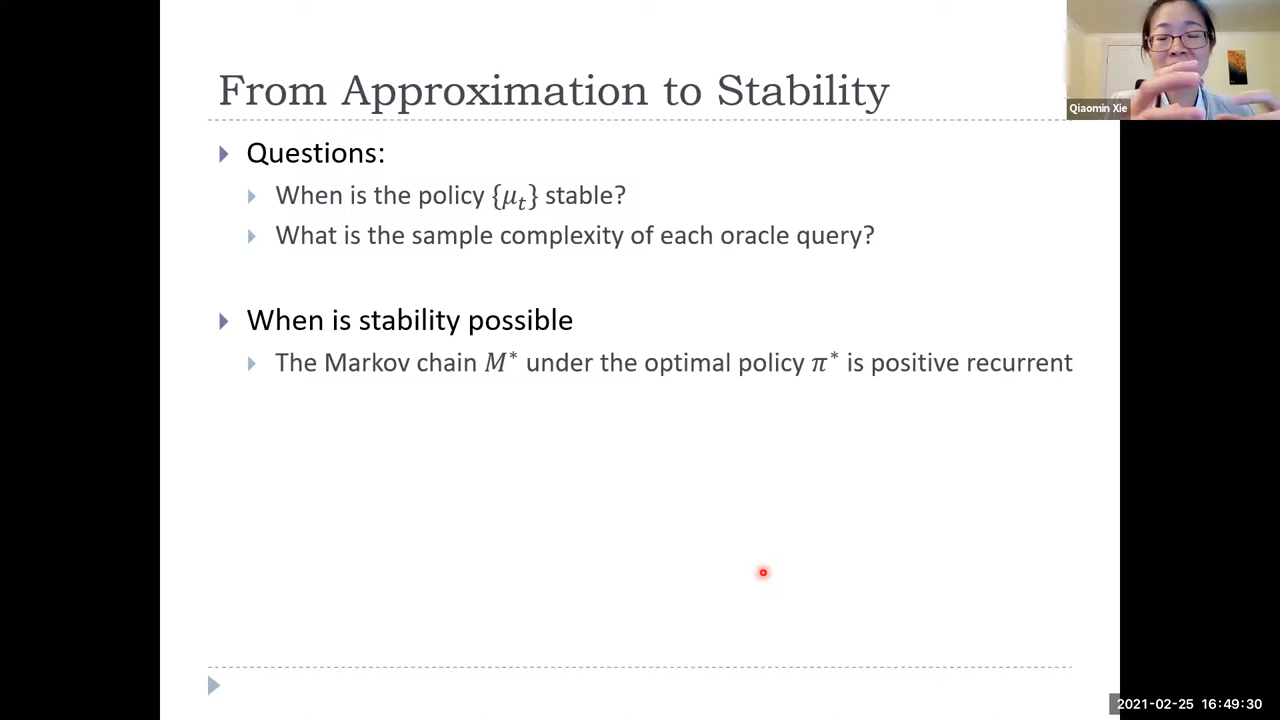 From Approximation to Stability
Qiaomin Xie
Questions:
When is the policy {μₜ} stable?
What is the sample complexity of each oracle query?
When is stability possible
The Markov chain M* under the optimal policy π* is positive recurrent
2021-02-25 16:49:30